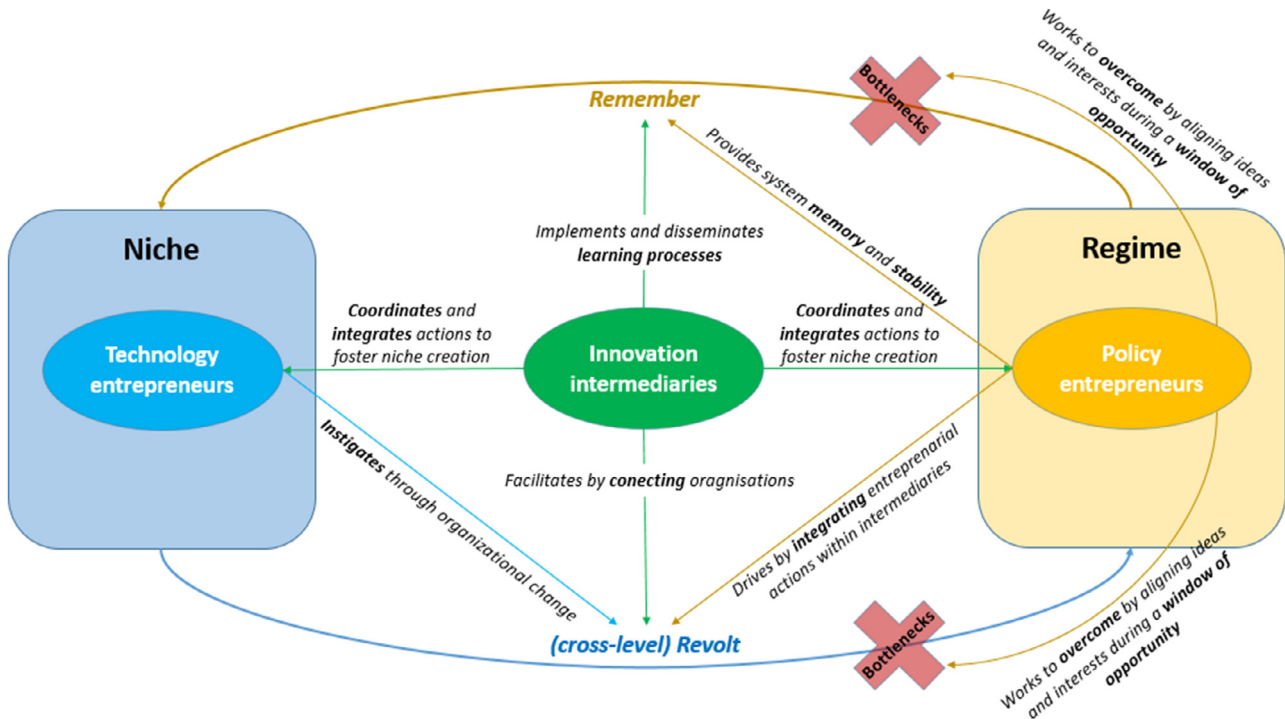 Works to overcome by aligning ideas
and interests during a window of
opportunity
Bottlenecks
Remember
Provides system memory and stability
Niche
Regime
Implements and disseminates
learning processes
Coordinates and
integrates actions to
foster niche creation
Coordinates and
integrates actions to
foster niche creation
Technology
entrepreneurs
Innovation
intermediaries
Policy
entrepreneurs
Instigates through organizational change
Facilitates by conecting oragnisations
Drives by integrating entreprenarial
actions within intermediaries
(cross-level) Revolt
Bottlenecks
Works to overcome by aligning ideas
and interests during a window of
opportunity